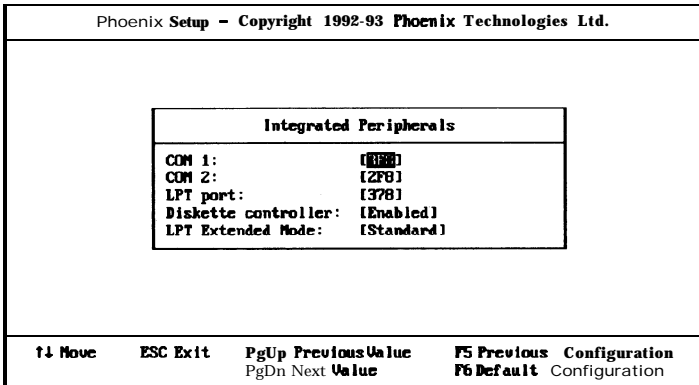 Phoenix Setup – Copyright 1992-93 Phoenix Technologies Ltd.
Integrated Peripherals
COM 1:
COM 2: [2F8]
LPT port: [378]
Diskette controller: [Enabled]
LPT Extended Mode: [Standard]
↑↓ Move ESC Exit PgUp Previous Value F5 Previous Configuration
PgDn Next Value F6 Default Configuration